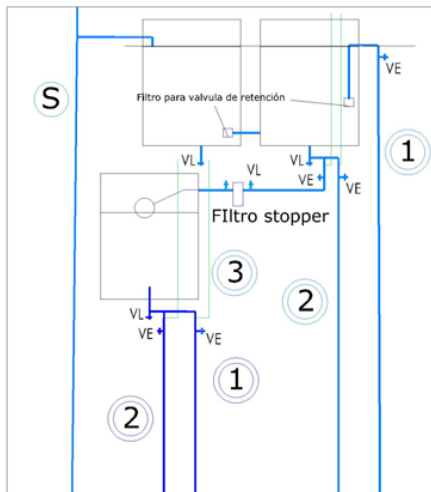 VE
S
Filtro para valvula de retención
1
VL
VL
VL
VE
VE
FIltro stopper
3
2
VL
VE
VE
1
2